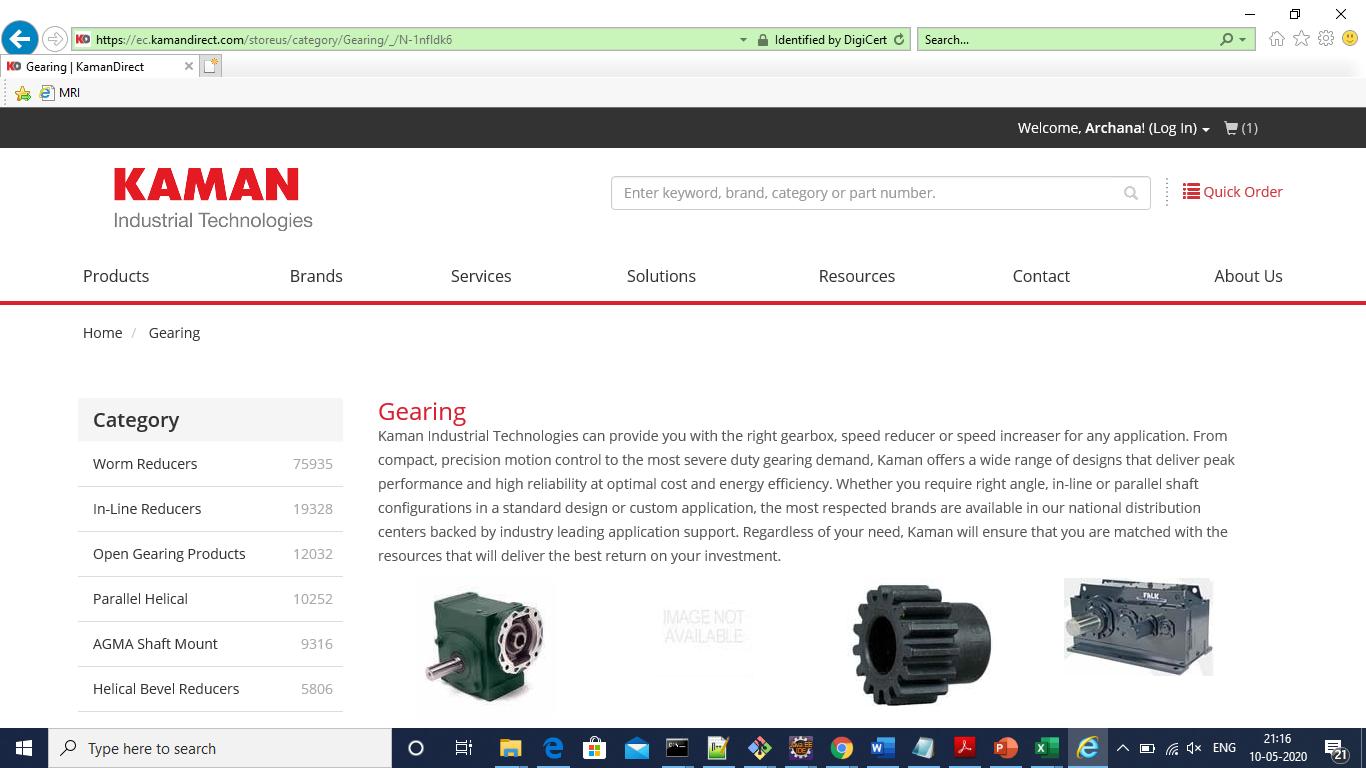 https://ec.kamandirect.com/storeus/category/Gearing/_/N-1nfldk6
Identified by DigiCert
Search...
Gearing | KamanDirect
MRI
Welcome, Archana! (Log In)
(1)
KAMAN
Industrial Technologies
Enter keyword, brand, category or part number.
Quick Order
Products Brands Services Solutions Resources Contact About Us
Home / Gearing
Category
Worm Reducers 75935
In-Line Reducers 19328
Open Gearing Products 12032
Parallel Helical 10252
AGMA Shaft Mount 9316
Helical Bevel Reducers 5806
Gearing
Kaman Industrial Technologies can provide you with the right gearbox, speed reducer or speed increaser for any application. From
compact, precision motion control to the most severe duty gearing demand, Kaman offers a wide range of designs that deliver peak
performance and high reliability at optimal cost and energy efficiency. Whether you require right angle, in-line or parallel shaft
configurations in a standard design or custom application, the most respected brands are available in our national distribution
centers backed by industry leading application support. Regardless of your need, Kaman will ensure that you are matched with the
resources that will deliver the best return on your investment.
IMAGE NOT
AVAILABLE
FALK
Type here to search
ENG
21:16
10-05-2020
21